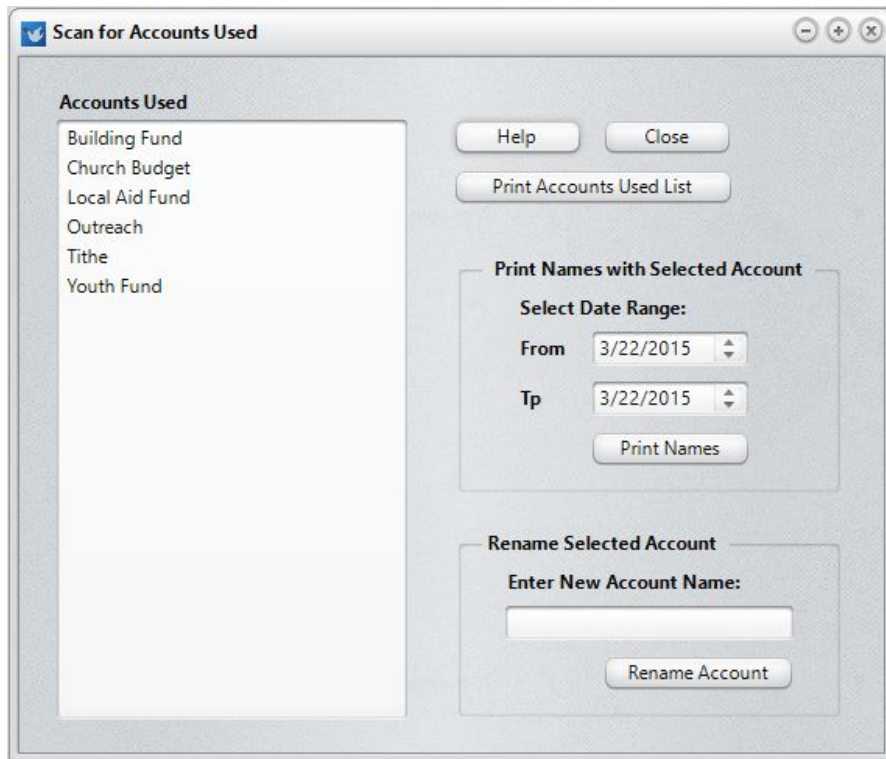 Scan for Accounts Used
Accounts Used
Building Fund
Church Budget
Local Aid Fund
Outreach
Tithe
Youth Fund
Help
Close
Print Accounts Used List
Print Names with Selected Account
Select Date Range:
From 3/22/2015
Tp 3/22/2015
Print Names
Rename Selected Account
Enter New Account Name:
Rename Account